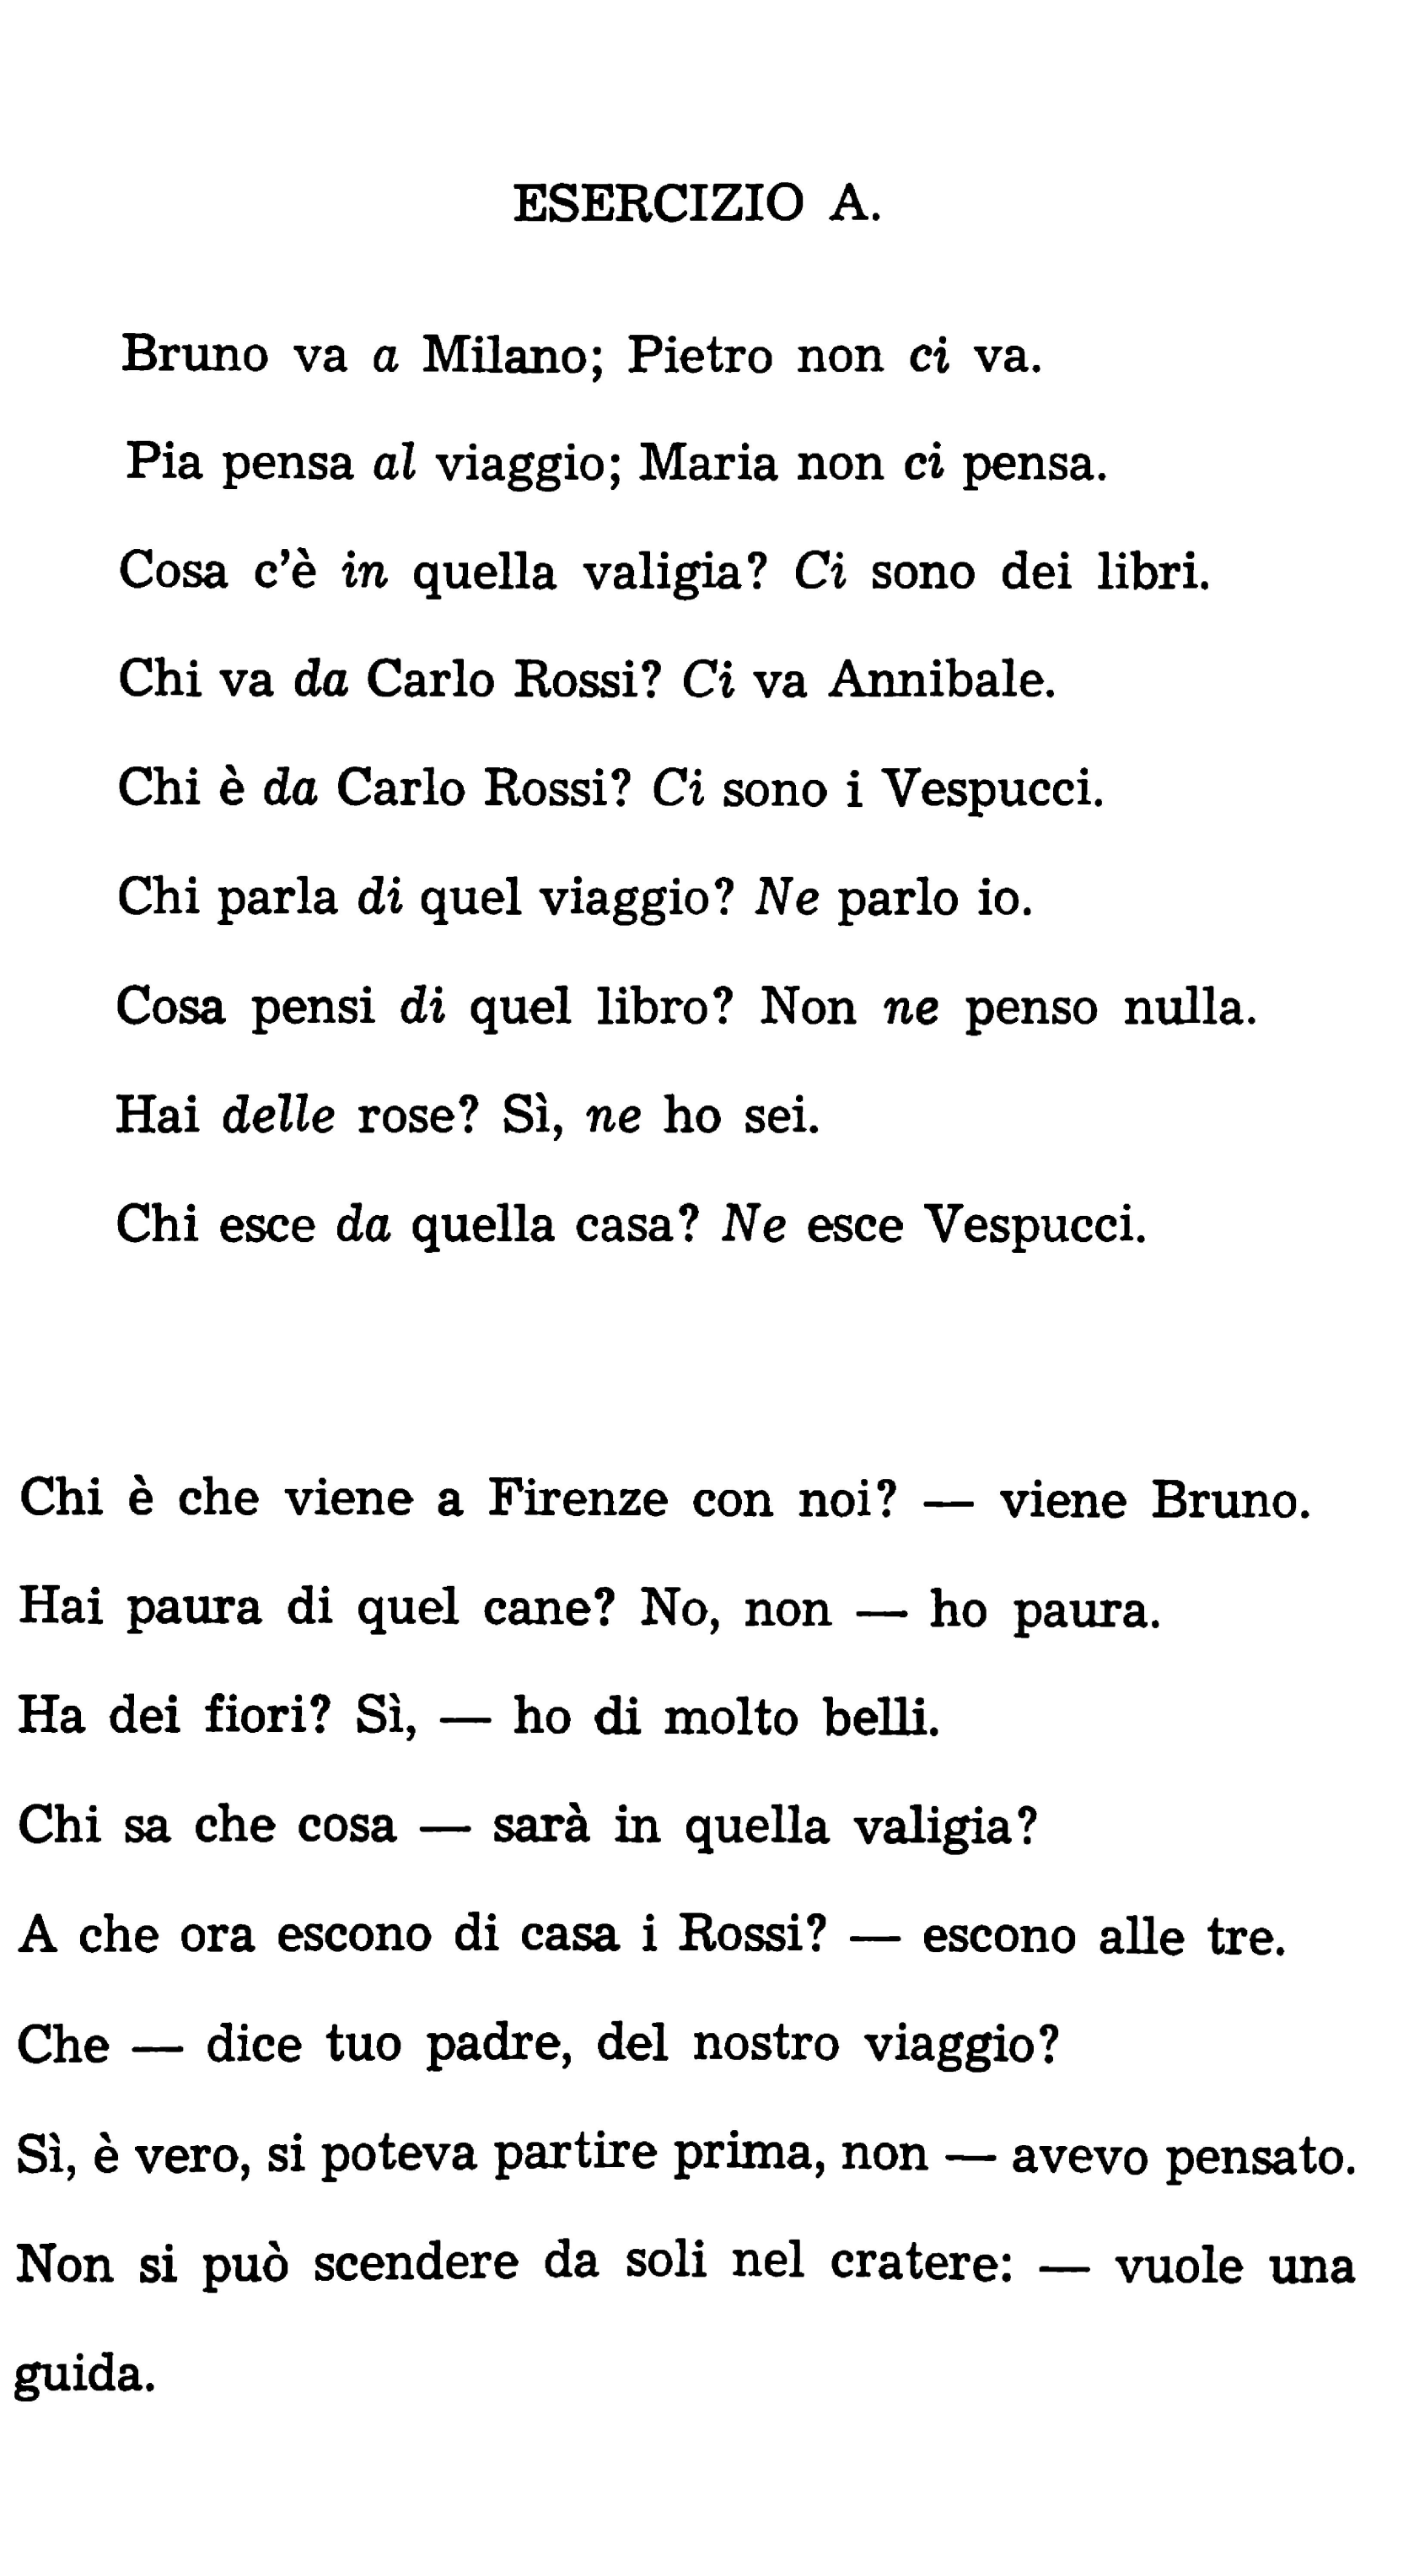 ESERCIZIO A.
Bruno va a Milano; Pietro non ci va.
Pia pensa al viaggio; Maria non ci pensa.
Cosa c'è in quella valigia? Ci sono dei libri.
Chi va da Carlo Rossi? Ci va Annibale.
Chi è da Carlo Rossi? Ci sono i Vespucci.
Chi parla di quel viaggio? Ne parlo io.
Cosa pensi di quel libro? Non ne penso nulla.
Hai delle rose? Sì, ne ho sei.
Chi esce da quella casa? Ne esce Vespucci.
Chi è che viene a Firenze con noi? — viene Bruno.
Hai paura di quel cane? No, non — ho paura.
Ha dei fiori? Sì, — ho di molto belli.
Chi sa che cosa — sarà in quella valigia?
A che ora escono di casa i Rossi? — escono alle tre.
Che — dice tuo padre, del nostro viaggio?
Sì, è vero, si poteva partire prima, non — avevo pensato.
Non si può scendere da soli nel cratere: — vuole una
guida.